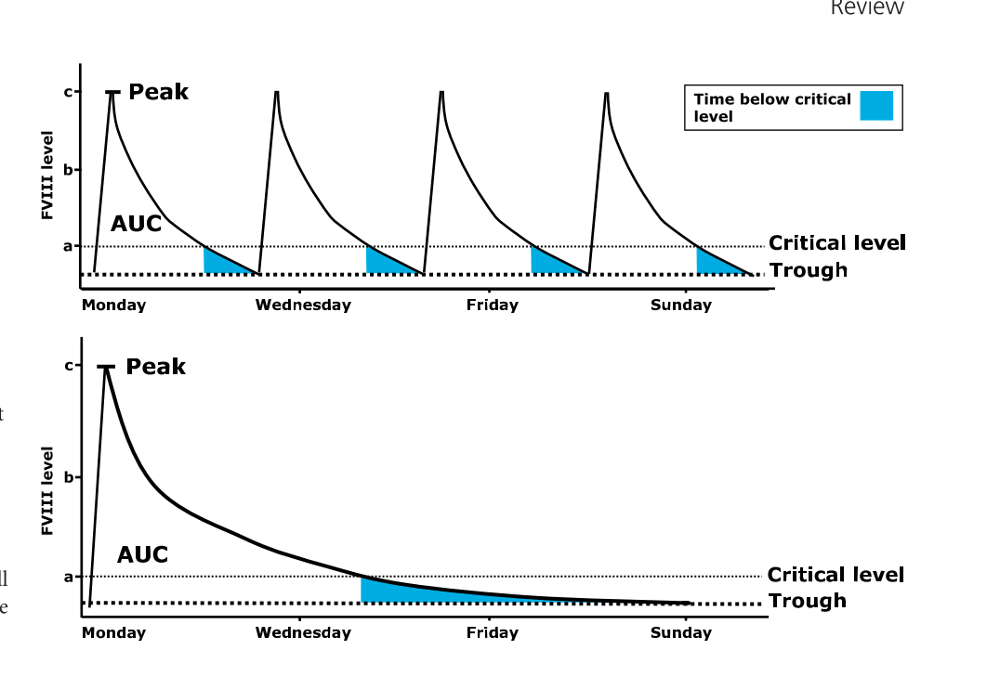 Review
c
Peak
Time below critical
level
FVIII level
b
AUC
a
Critical level
Trough
Monday
Wednesday
Friday
Sunday
c
Peak
t
FVIII level
b
AUC
a
Critical level
ll
Trough
e
Monday
Wednesday
Friday
Sunday